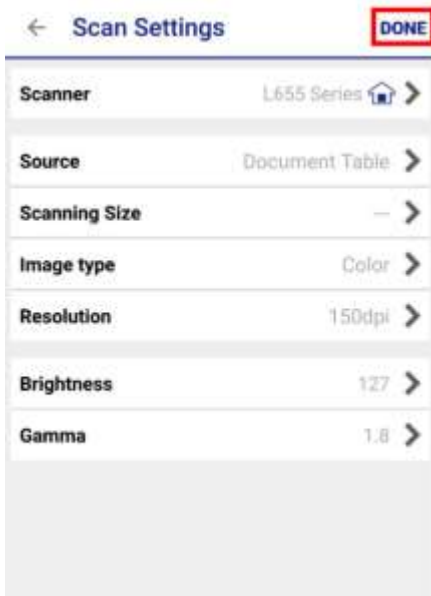 Scan Settings DONE
Scanner L655 Series
Source Document Table
Scanning Size --
Image type Color
Resolution 150dpi
Brightness 127
Gamma 1.8